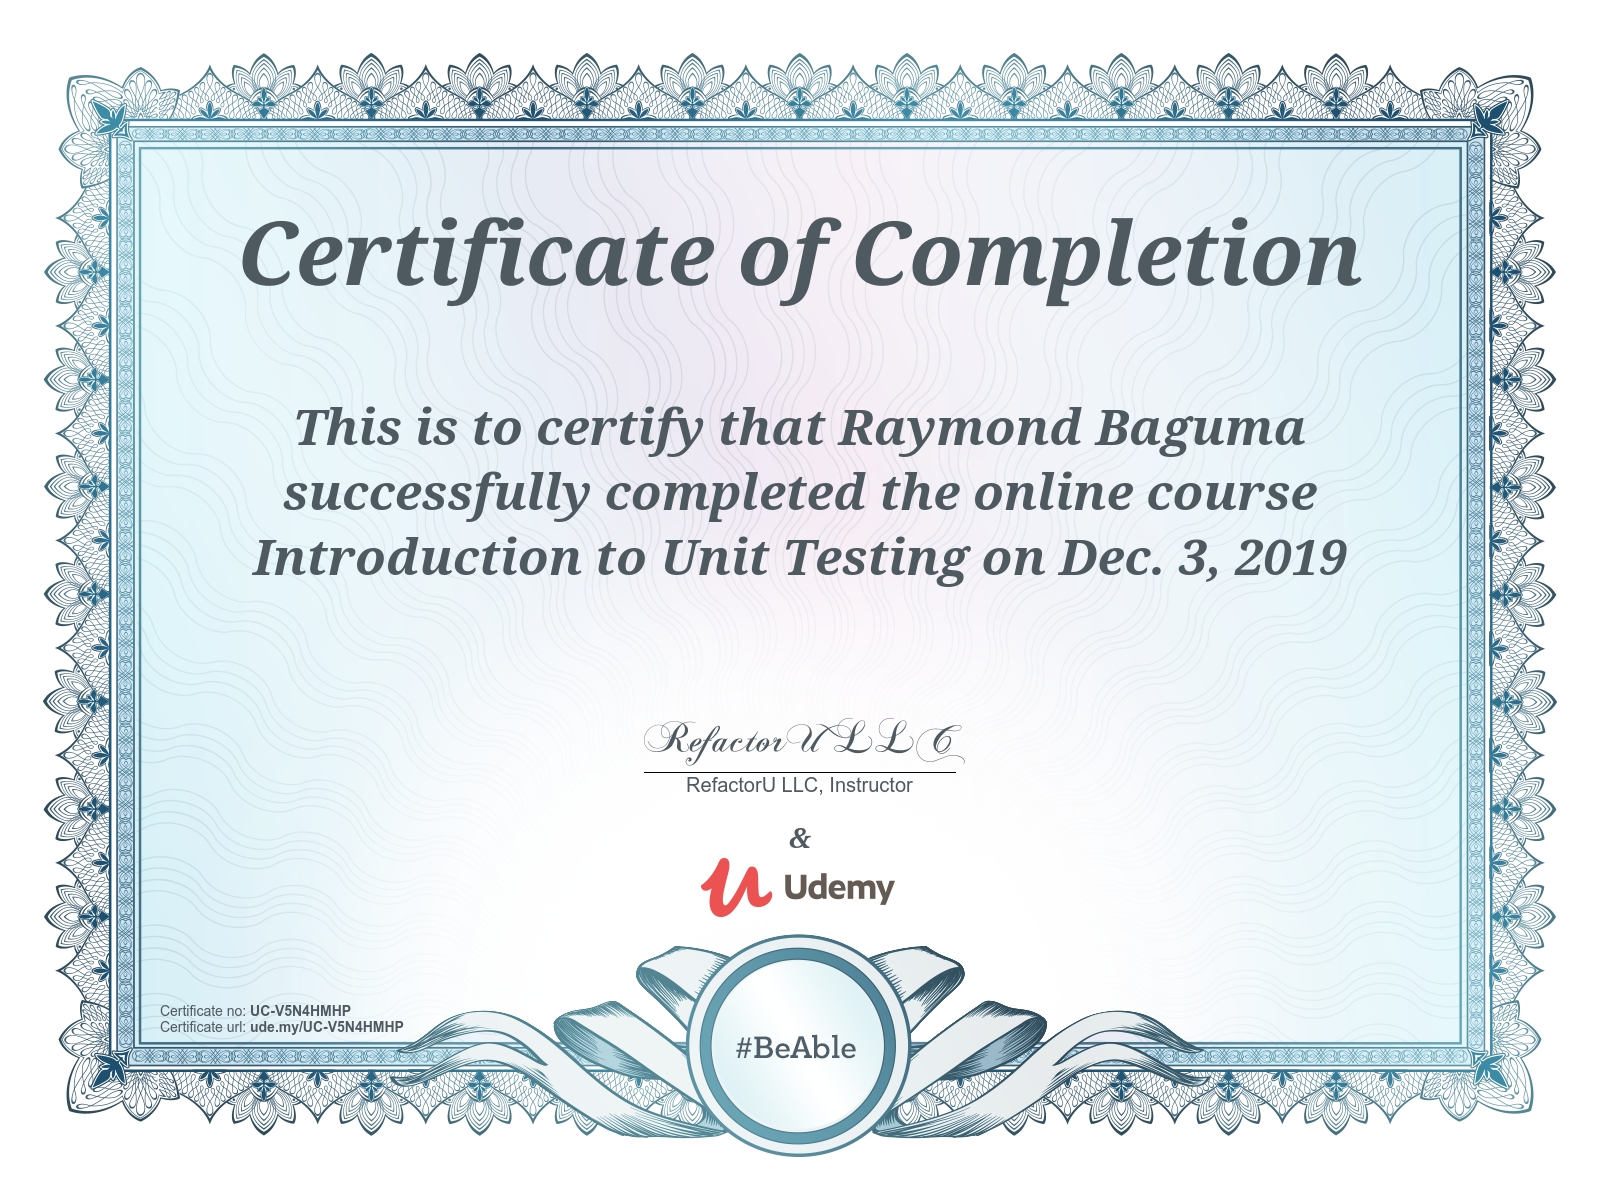 Certificate of Completion
This is to certify that Raymond Baguma
successfully completed the online course
Introduction to Unit Testing on Dec. 3, 2019
RefactorU LLC
RefactorU LLC, Instructor
&
Udemy
Certificate no: UC-V5N4HMHP
Certificate url: ude.my/UC-V5N4HMHP
#BeAble